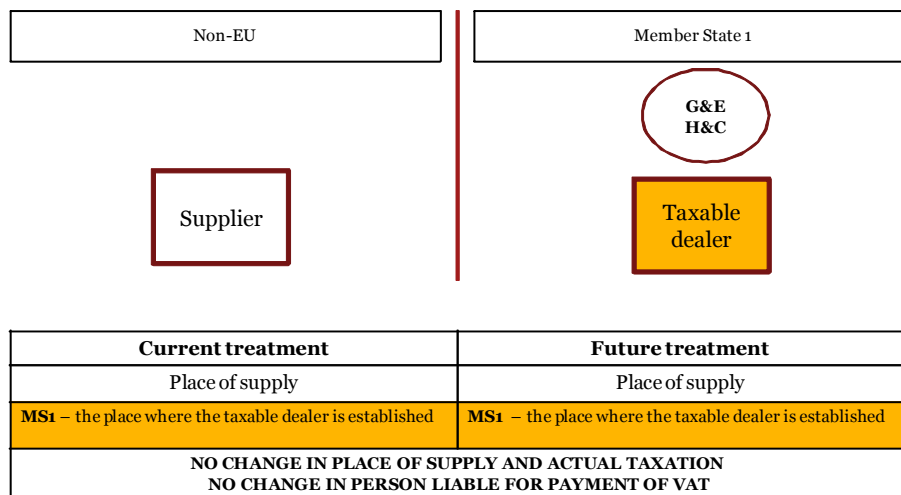 Non-EU
Member State 1
G&E
H&C
Supplier
Taxable
dealer
Current treatment
Future treatment
Place of supply
Place of supply
MS1 – the place where the taxable dealer is established
MS1 – the place where the taxable dealer is established
NO CHANGE IN PLACE OF SUPPLY AND ACTUAL TAXATION
NO CHANGE IN PERSON LIABLE FOR PAYMENT OF VAT